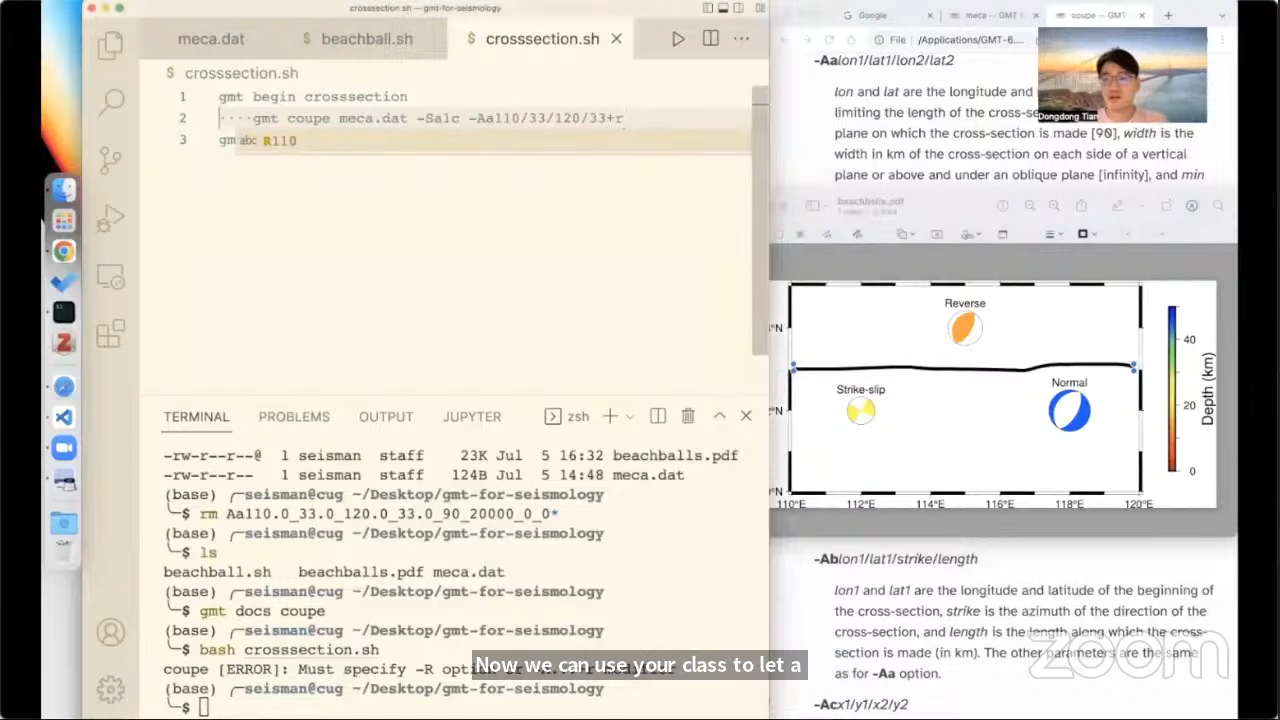 crosssection.sh — gmt-for-seismology
meca.dat
$ beachball.sh
$ crosssection.sh
$ crosssection.sh
1 gmt begin crosssection
2 ····gmt coupe meca.dat -Sa1c -Aa110/33/120/33+r
3 gm
abc R110
TERMINAL PROBLEMS OUTPUT JUPYTER
zsh
-rw-r--r--@ 1 seisman staff 23K Jul 5 16:32 beachballs.pdf
-rw-r--r-- 1 seisman staff 124B Jul 5 14:48 meca.dat
(base) ╭─seisman@cug ~/Desktop/gmt-for-seismology
╰─$ rm Aa110.0_33.0_120.0_33.0_90_20000_0_0*
(base) ╭─seisman@cug ~/Desktop/gmt-for-seismology
╰─$ ls
beachball.sh beachballs.pdf meca.dat
(base) ╭─seisman@cug ~/Desktop/gmt-for-seismology
╰─$ gmt docs coupe
(base) ╭─seisman@cug ~/Desktop/gmt-for-seismology
╰─$ bash crosssection.sh
coupe [ERROR]: Must specify -R option
(base) ╭─seisman@cug ~/Desktop/gmt-for-seismology
╰─$
Now we can use your class to let a
Google
meca — GMT
coupe — GMT
File /Applications/GMT-6....
-Aalon1/lat1/lon2/lat2
lon and lat are the longitude and
limiting the length of the cross-se
plane on which the cross-section is made [90], width is the
width in km of the cross-section on each side of a vertical
plane or above and under an oblique plane [infinity], and min
Dongdong Tian
beachballs.pdf
Reverse
Strike-slip
Normal
110°E 112°E 114°E 116°E 118°E 120°E
40
20
0
Depth (km)
-Ablon1/lat1/strike/length
lon1 and lat1 are the longitude and latitude of the beginning of
the cross-section, strike is the azimuth of the direction of the
cross-section, and length is the length along which the cross-
section is made (in km). The other parameters are the same
as for -Aa option.
-Acx1/y1/x2/y2
zoom